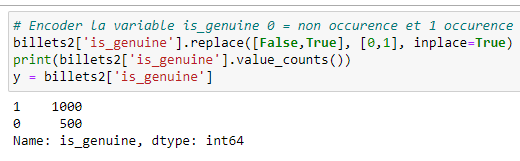 # Encoder la variable is_genuine 0 = non occurence et 1 occurence
billets2['is_genuine'].replace([False,True], [0,1], inplace=True)
print(billets2['is_genuine'].value_counts())
y = billets2['is_genuine']
1    1000
0     500
Name: is_genuine, dtype: int64